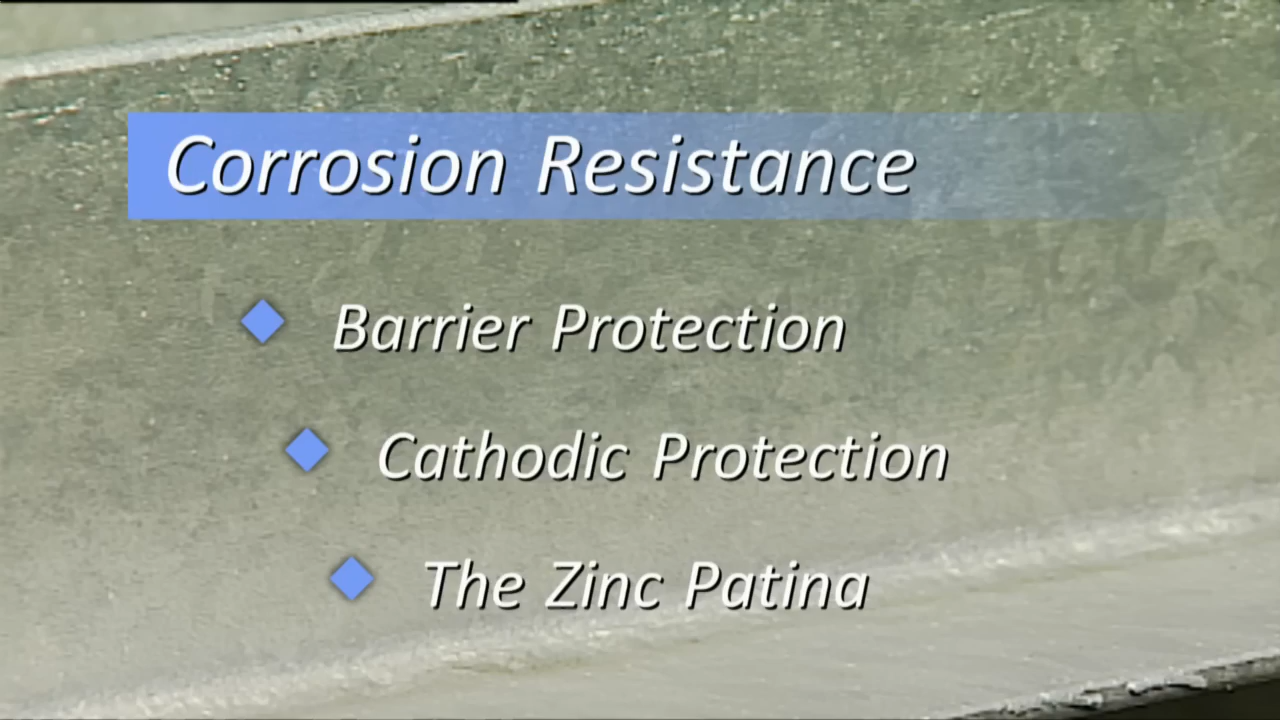 Corrosion Resistance
Barrier Protection
Cathodic Protection
The Zinc Patina